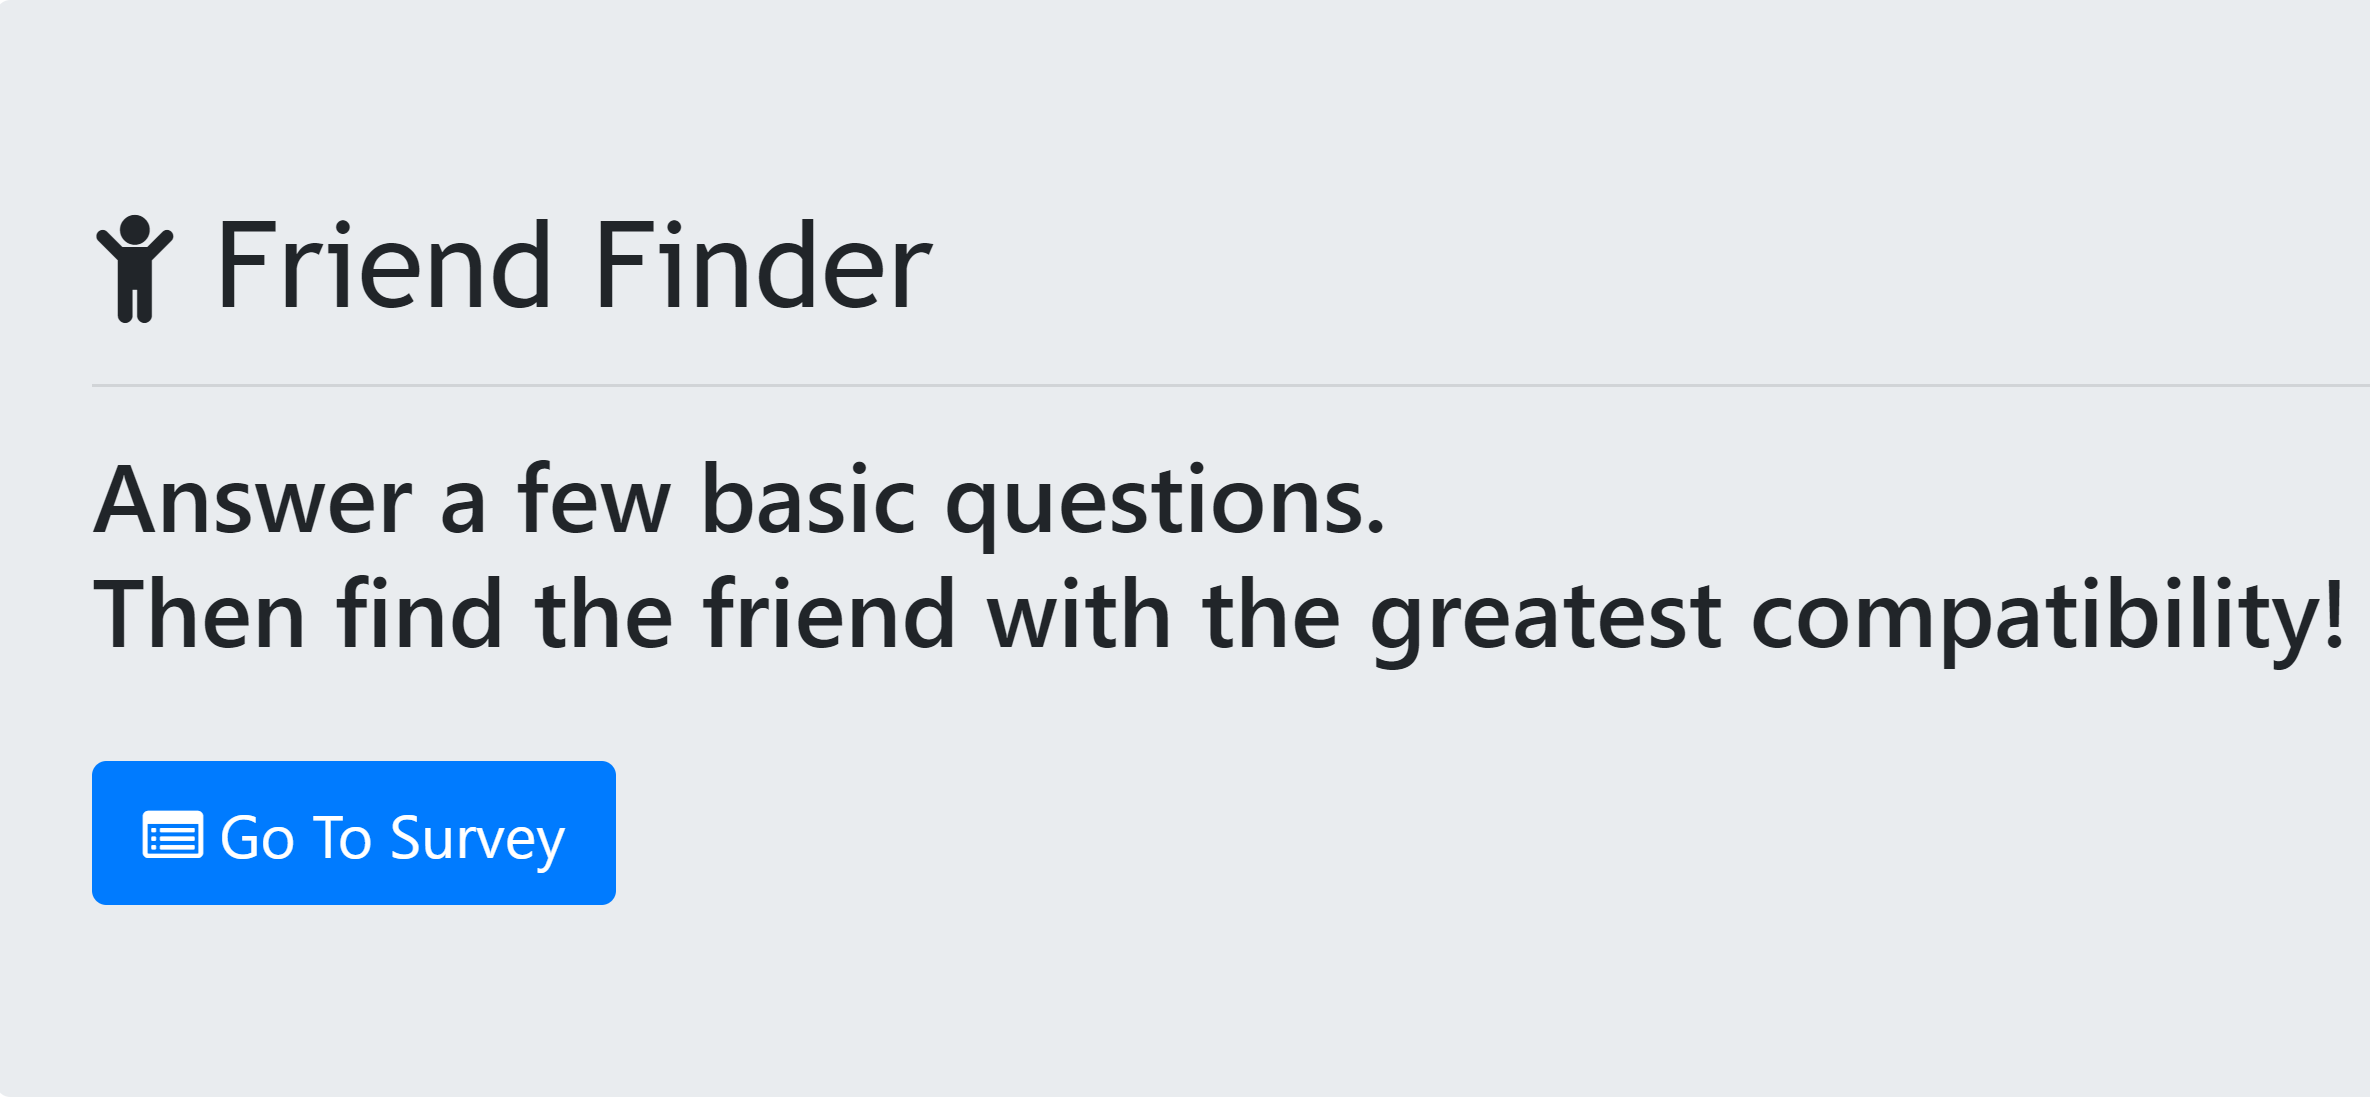 Friend Finder
Answer a few basic questions.
Then find the friend with the greatest compatibility!
Go To Survey